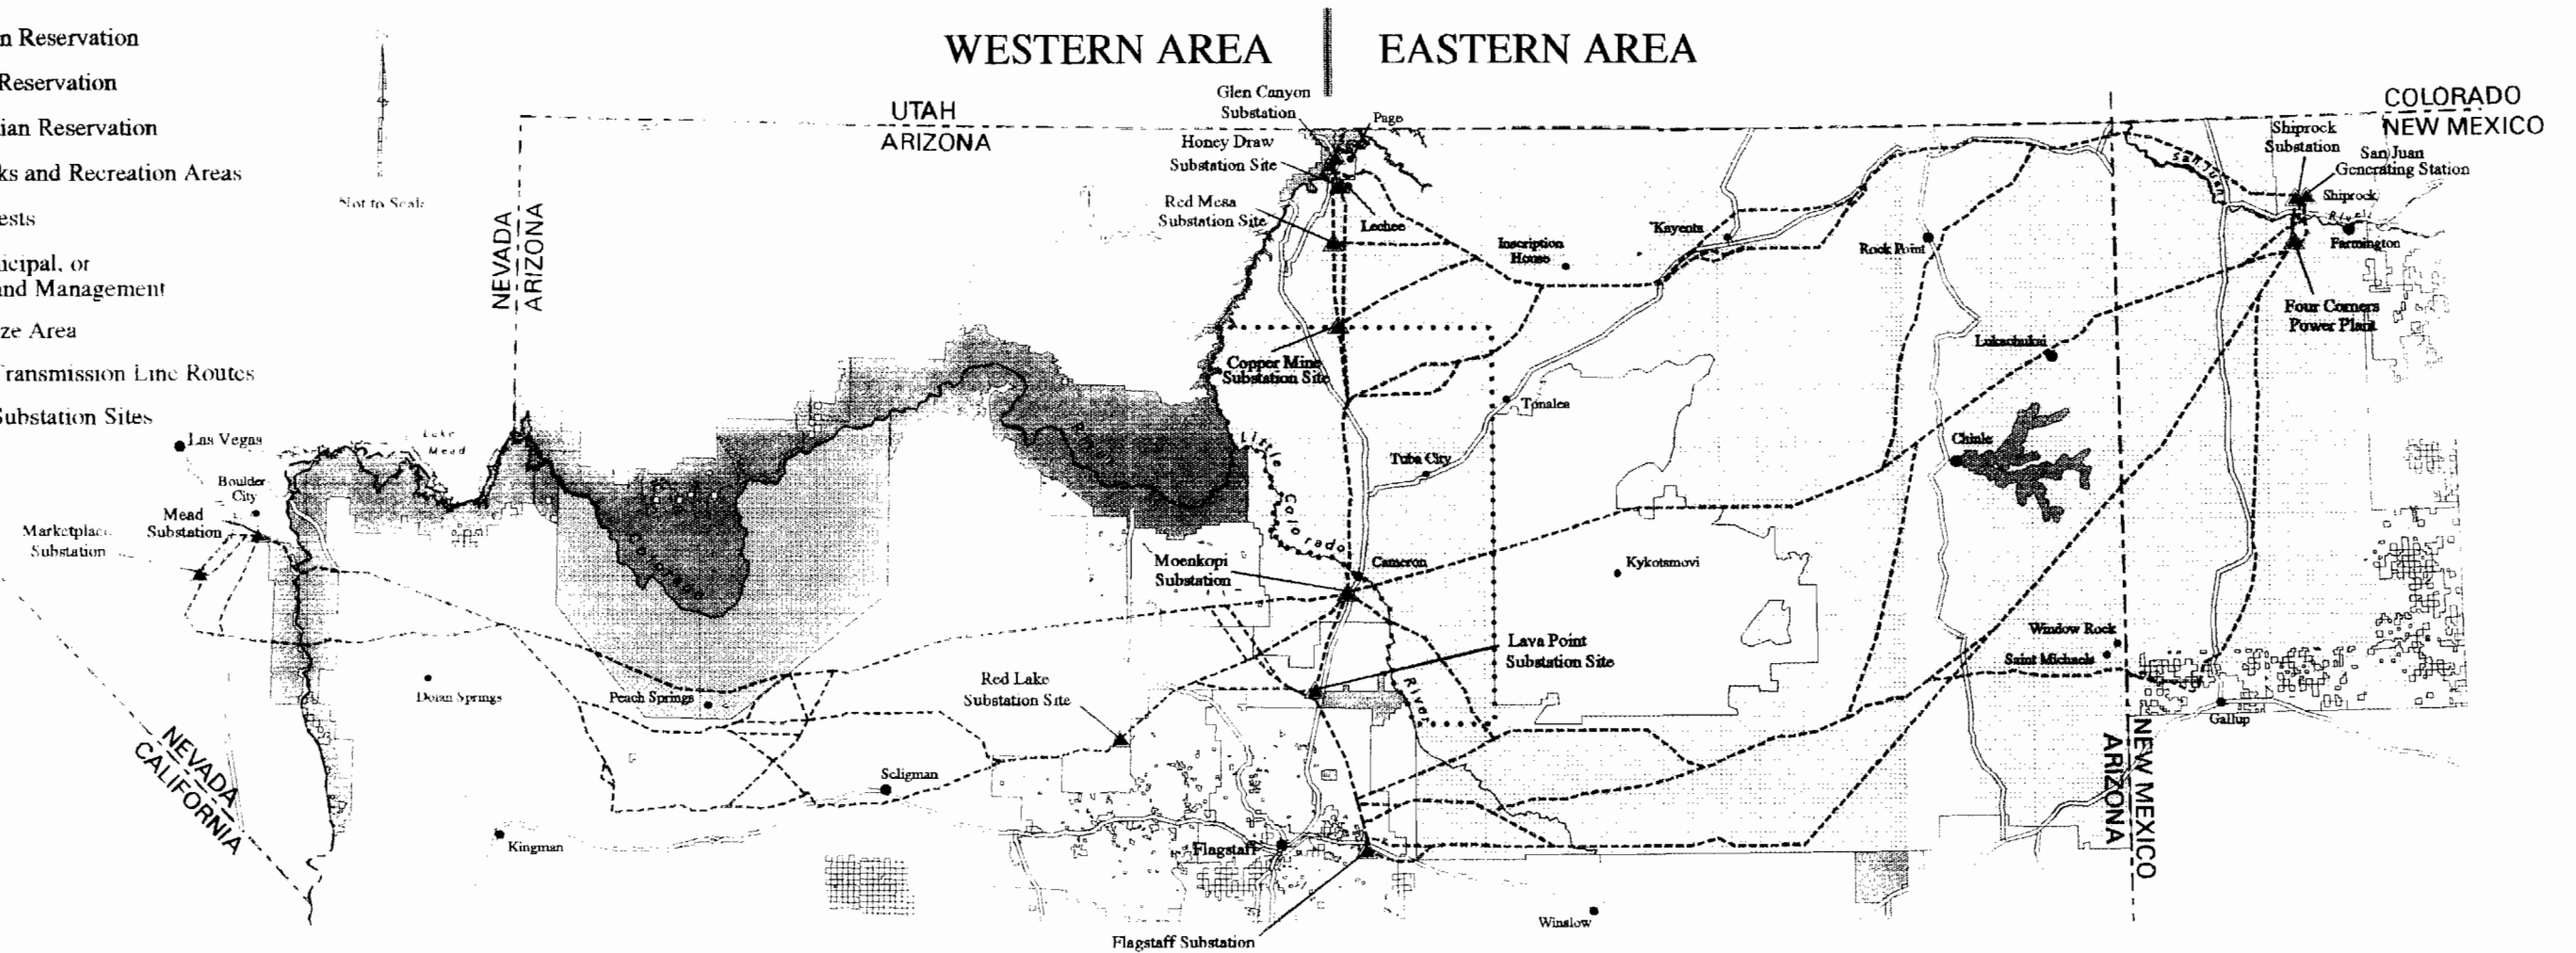 n Reservation
Reservation
ian Reservation
ks and Recreation Areas
ests
icipal, or
and Management
ze Area
Transmission Line Routes
Substation Sites
Not to Scale
WESTERN AREA
EASTERN AREA
UTAH
ARIZONA
NEVADA
ARIZONA
COLORADO
NEW MEXICO
Glen Canyon
Substation
Page
Honey Draw
Substation Site
Red Mesa
Substation Site
Lechee
Inscription
House
Kayenta
Rock Point
San Juan
River
Shiprock
Substation
San Juan
Generating Station
Shiprock
Farmington
Four Corners
Power Plant
Copper Mine
Substation Site
Tonalea
Lukachukai
Chinle
Tuba City
Little
Colorado
River
Las Vegas
Lake
Mead
Boulder
City
Mead
Substation
Marketplace
Substation
Colorado
River
Moenkopi
Substation
Cameron
Kykotsmovi
Window Rock
Saint Michaels
Lava Point
Substation Site
Red Lake
Substation Site
Dolan Springs
Peach Springs
Seligman
Kingman
Flagstaff
Flagstaff Substation
Winslow
Gallup
NEVADA
CALIFORNIA
ARIZONA
NEW MEXICO